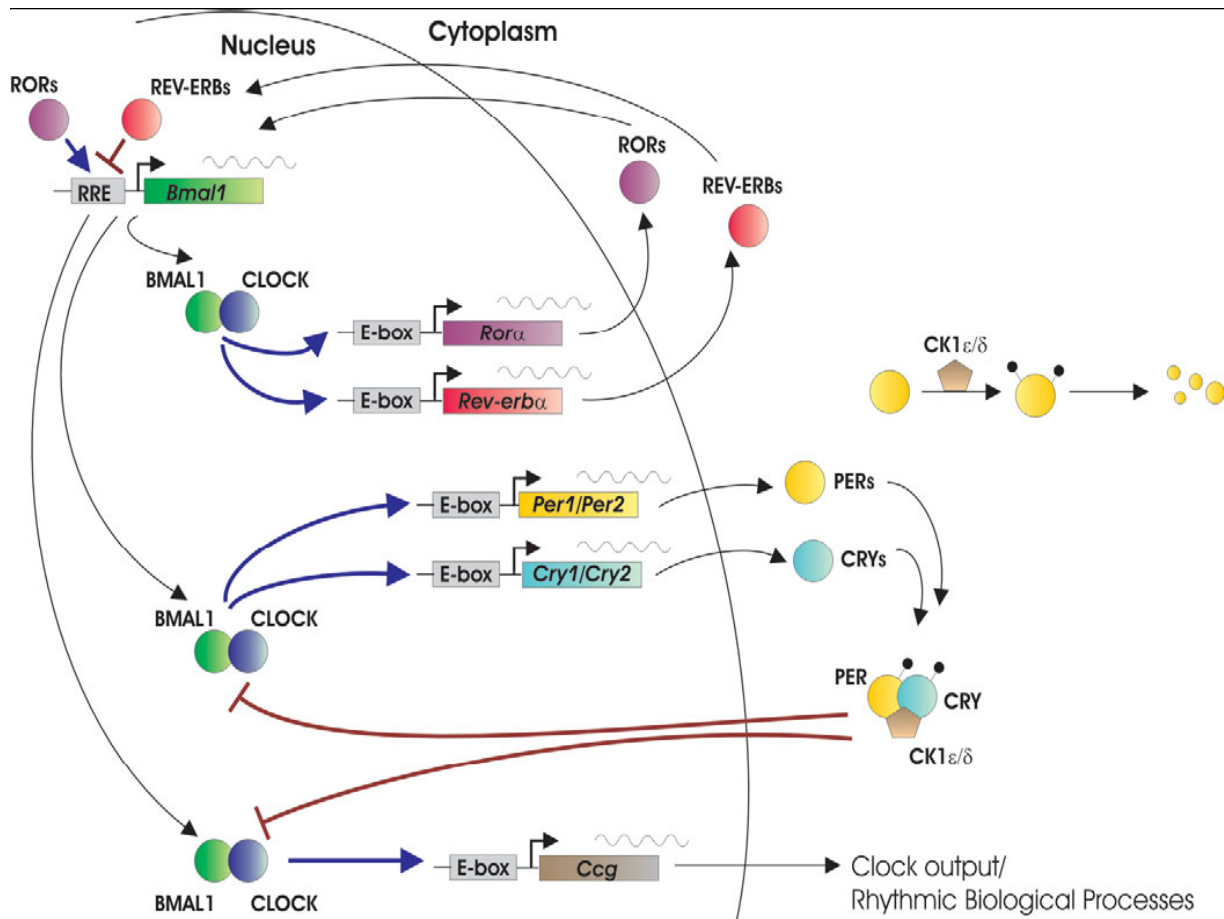 Nucleus
Cytoplasm
RORs
REV-ERBs
RRE
Bmal1
RORs
REV-ERBs
BMAL1
CLOCK
E-box
Rorα
E-box
Rev-erbα
CK1ε/δ
E-box
Per1/Per2
PERs
E-box
Cry1/Cry2
CRYs
BMAL1
CLOCK
PER
CRY
CK1ε/δ
E-box
Ccg
Clock output/
Rhythmic Biological Processes
BMAL1
CLOCK